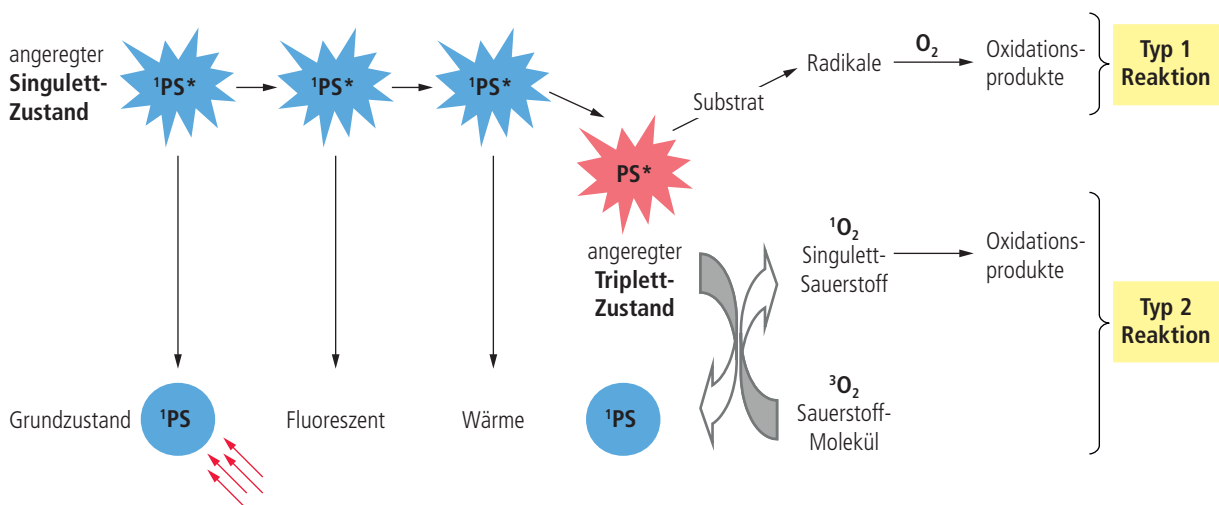 angeregter
Singulett-
Zustand
¹PS*
¹PS*
¹PS*
PS*
angeregter
Triplett-
Zustand
Substrat
Radikale
O₂
Oxidations-
produkte
Typ 1
Reaktion
¹O₂
Singulett-
Sauerstoff
Oxidations-
produkte
Typ 2
Reaktion
Grundzustand
¹PS
Fluoreszent
Wärme
¹PS
³O₂
Sauerstoff-
Molekül